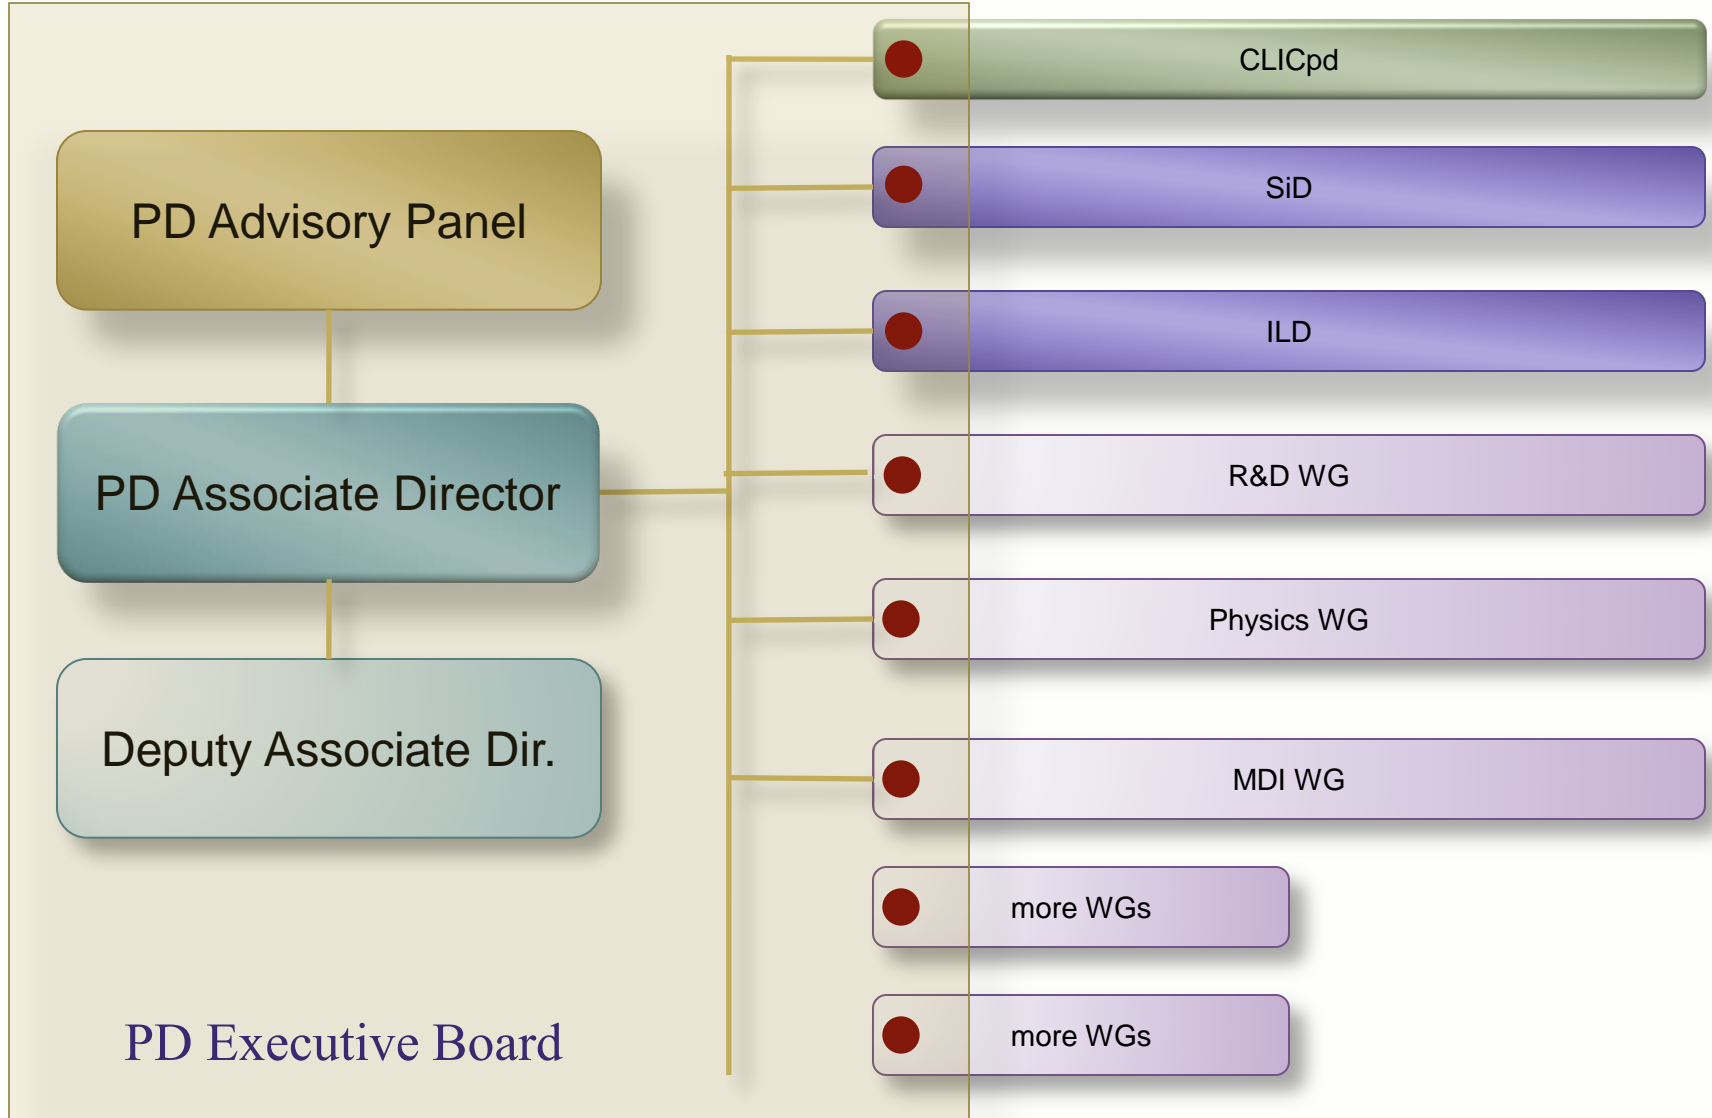 PD Advisory Panel
PD Associate Director
Deputy Associate Dir.
PD Executive Board
CLICpd
SiD
ILD
R&D WG
Physics WG
MDI WG
more WGs
more WGs